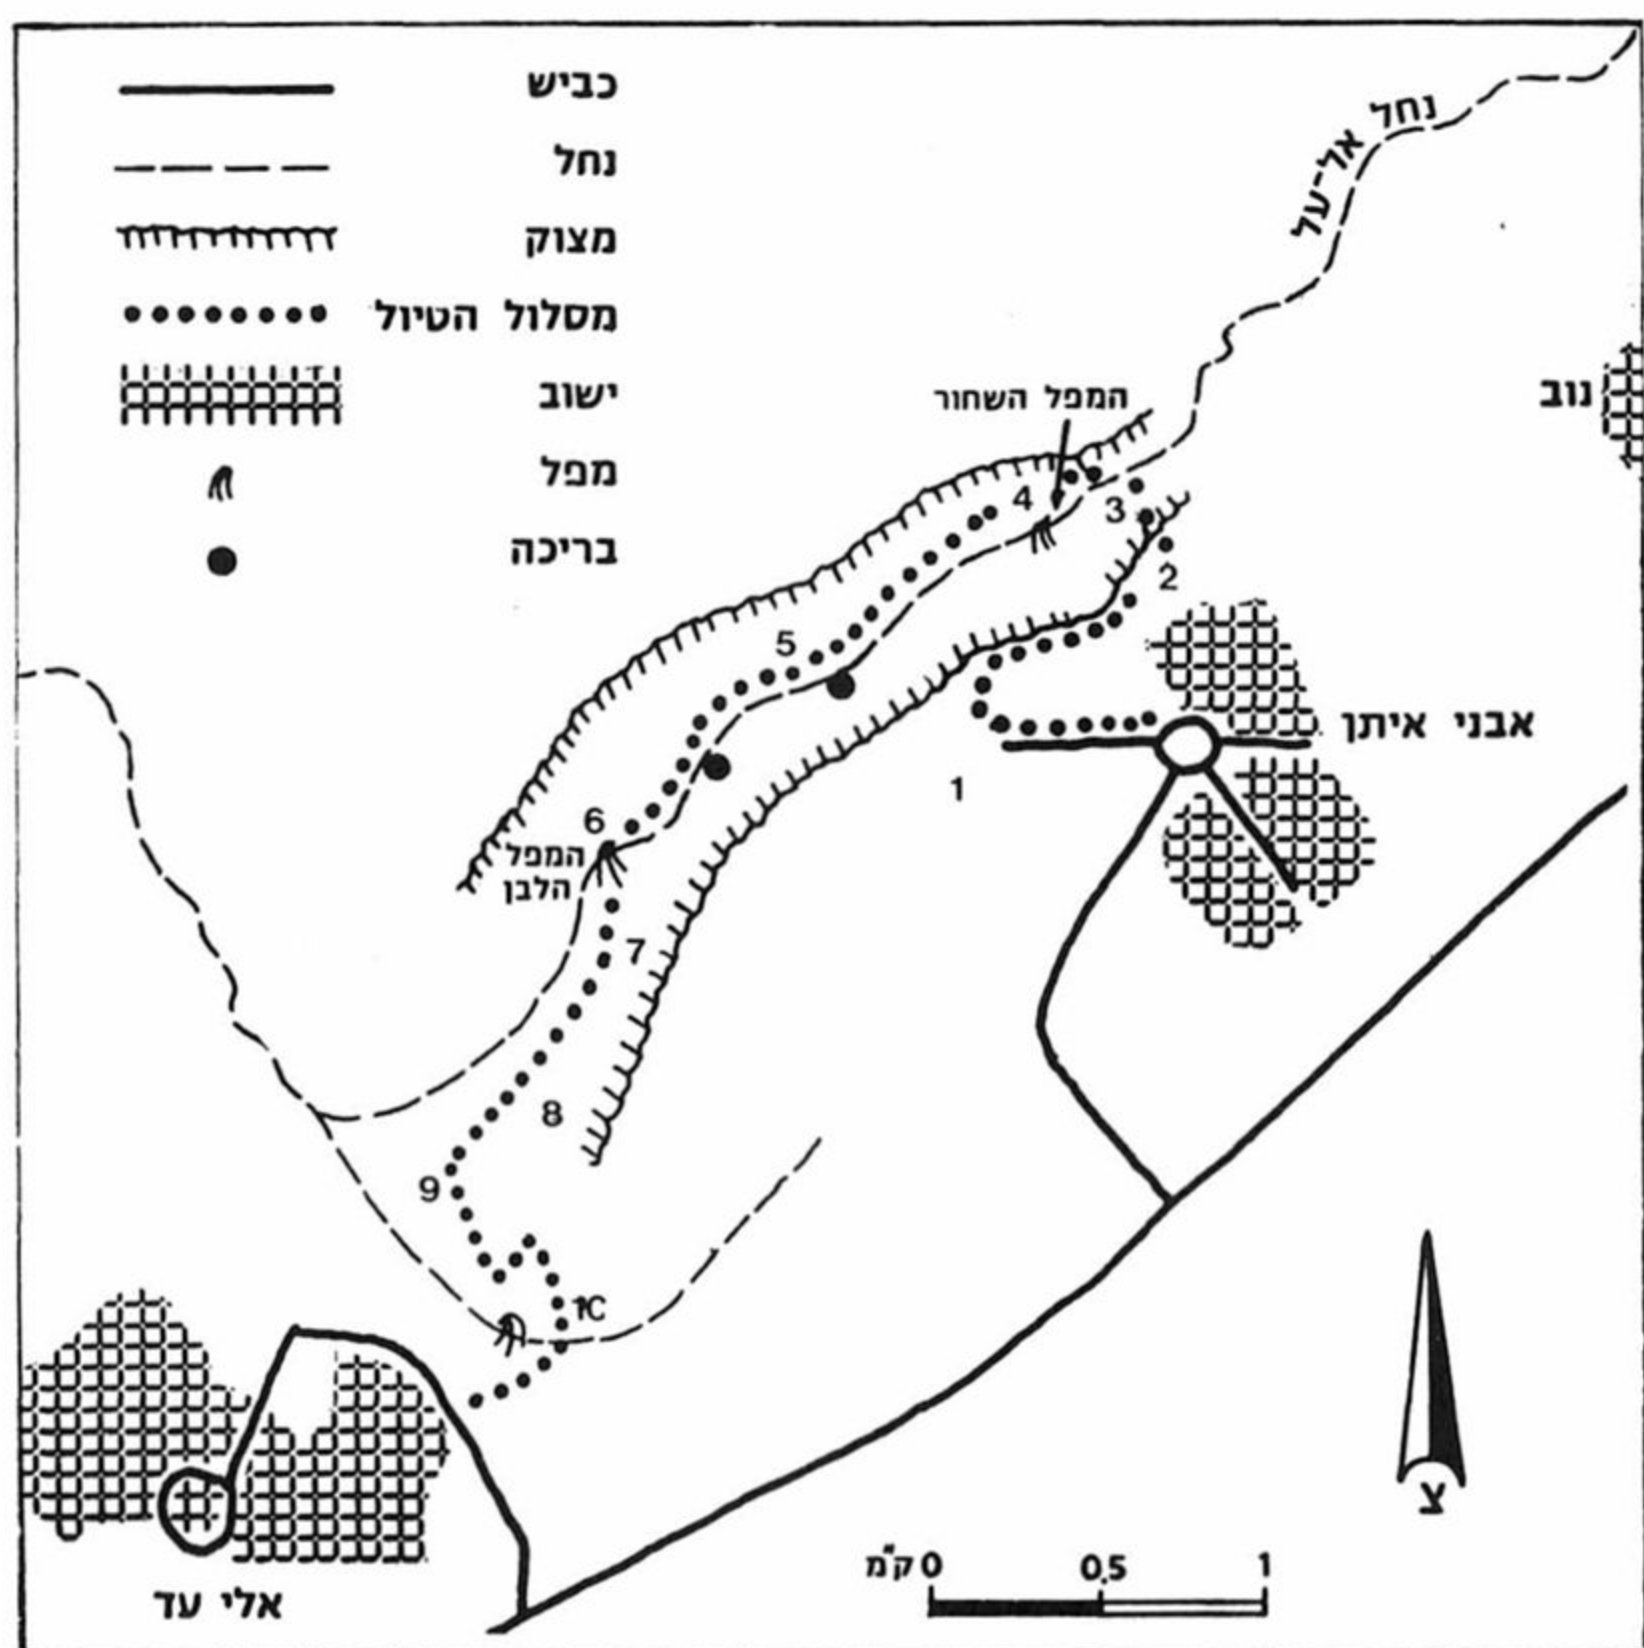 כביש
נחל
מצוק
מסלול הטיול
ישוב
מפל
בריכה
נחל אל-על
נוב
המפל השחור
4
3
2
5
אבני איתן
1
6
המפל
הלבן
7
8
9
1C
צ
ק"מ 0 0.5 1
אלי עד